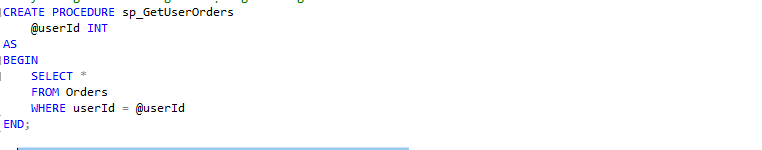 CREATE PROCEDURE sp_GetUserOrders
    @userId INT
AS
BEGIN
    SELECT *
    FROM Orders
    WHERE userId = @userId
END;